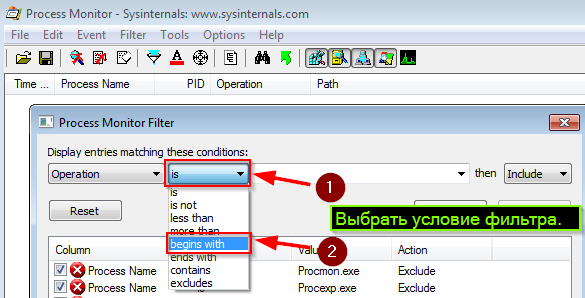 Process Monitor - Sysinternals: www.sysinternals.com
File Edit Event Filter Tools Options Help
Time ... Process Name PID Operation Path
Process Monitor Filter
Display entries matching these conditions:
Operation is then Include
is
is not
Reset
less than
Выбрать условие фильтра.
more than
begins with
ends with
contains
excludes
1
2
Column Action
Process Name Procmon.exe Exclude
Process Name Procexp.exe Exclude